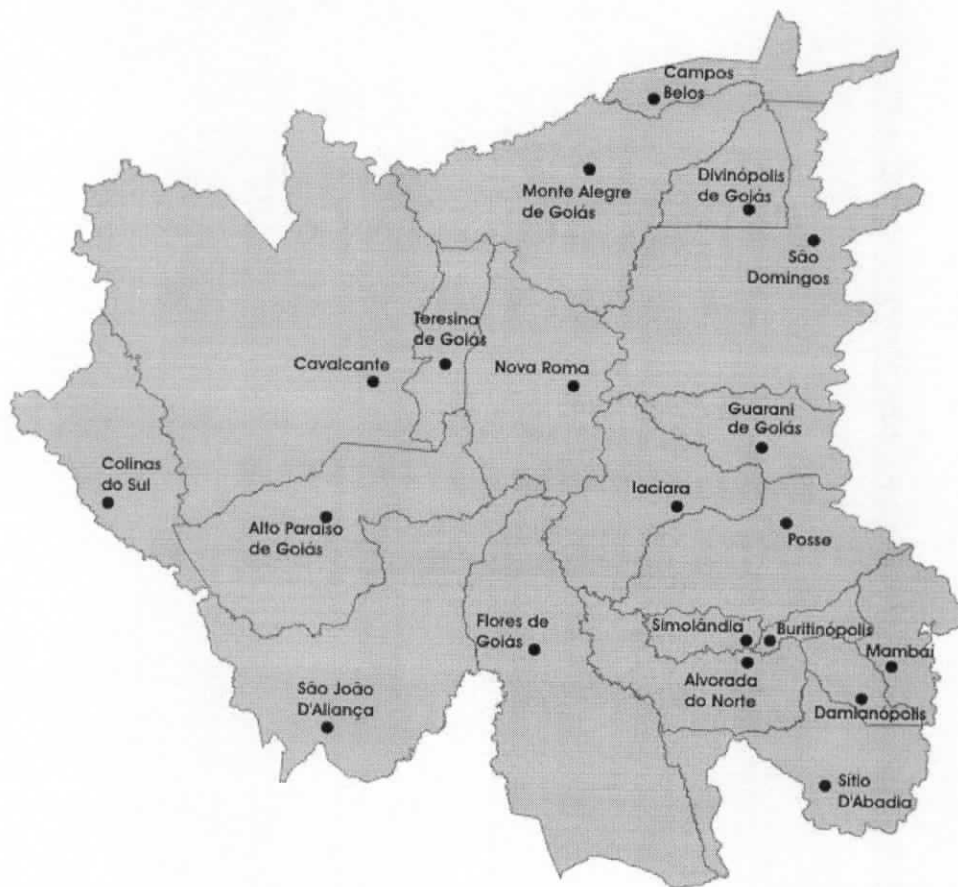 Campos
Belos
Monte Alegre
de Goiás
Divinópolis
de Goiás
São
Domingos
Teresina
de Goiás
Cavalcante
Nova Roma
Guarani
de Goiás
Colinas
do Sul
Iaciara
Alto Paraíso
de Goiás
Posse
Flores de
Goiás
Simolândia
Buritinópolis
Mambaí
Alvorada
do Norte
São João
D'Aliança
Damianópolis
Sítio
D'Abadia